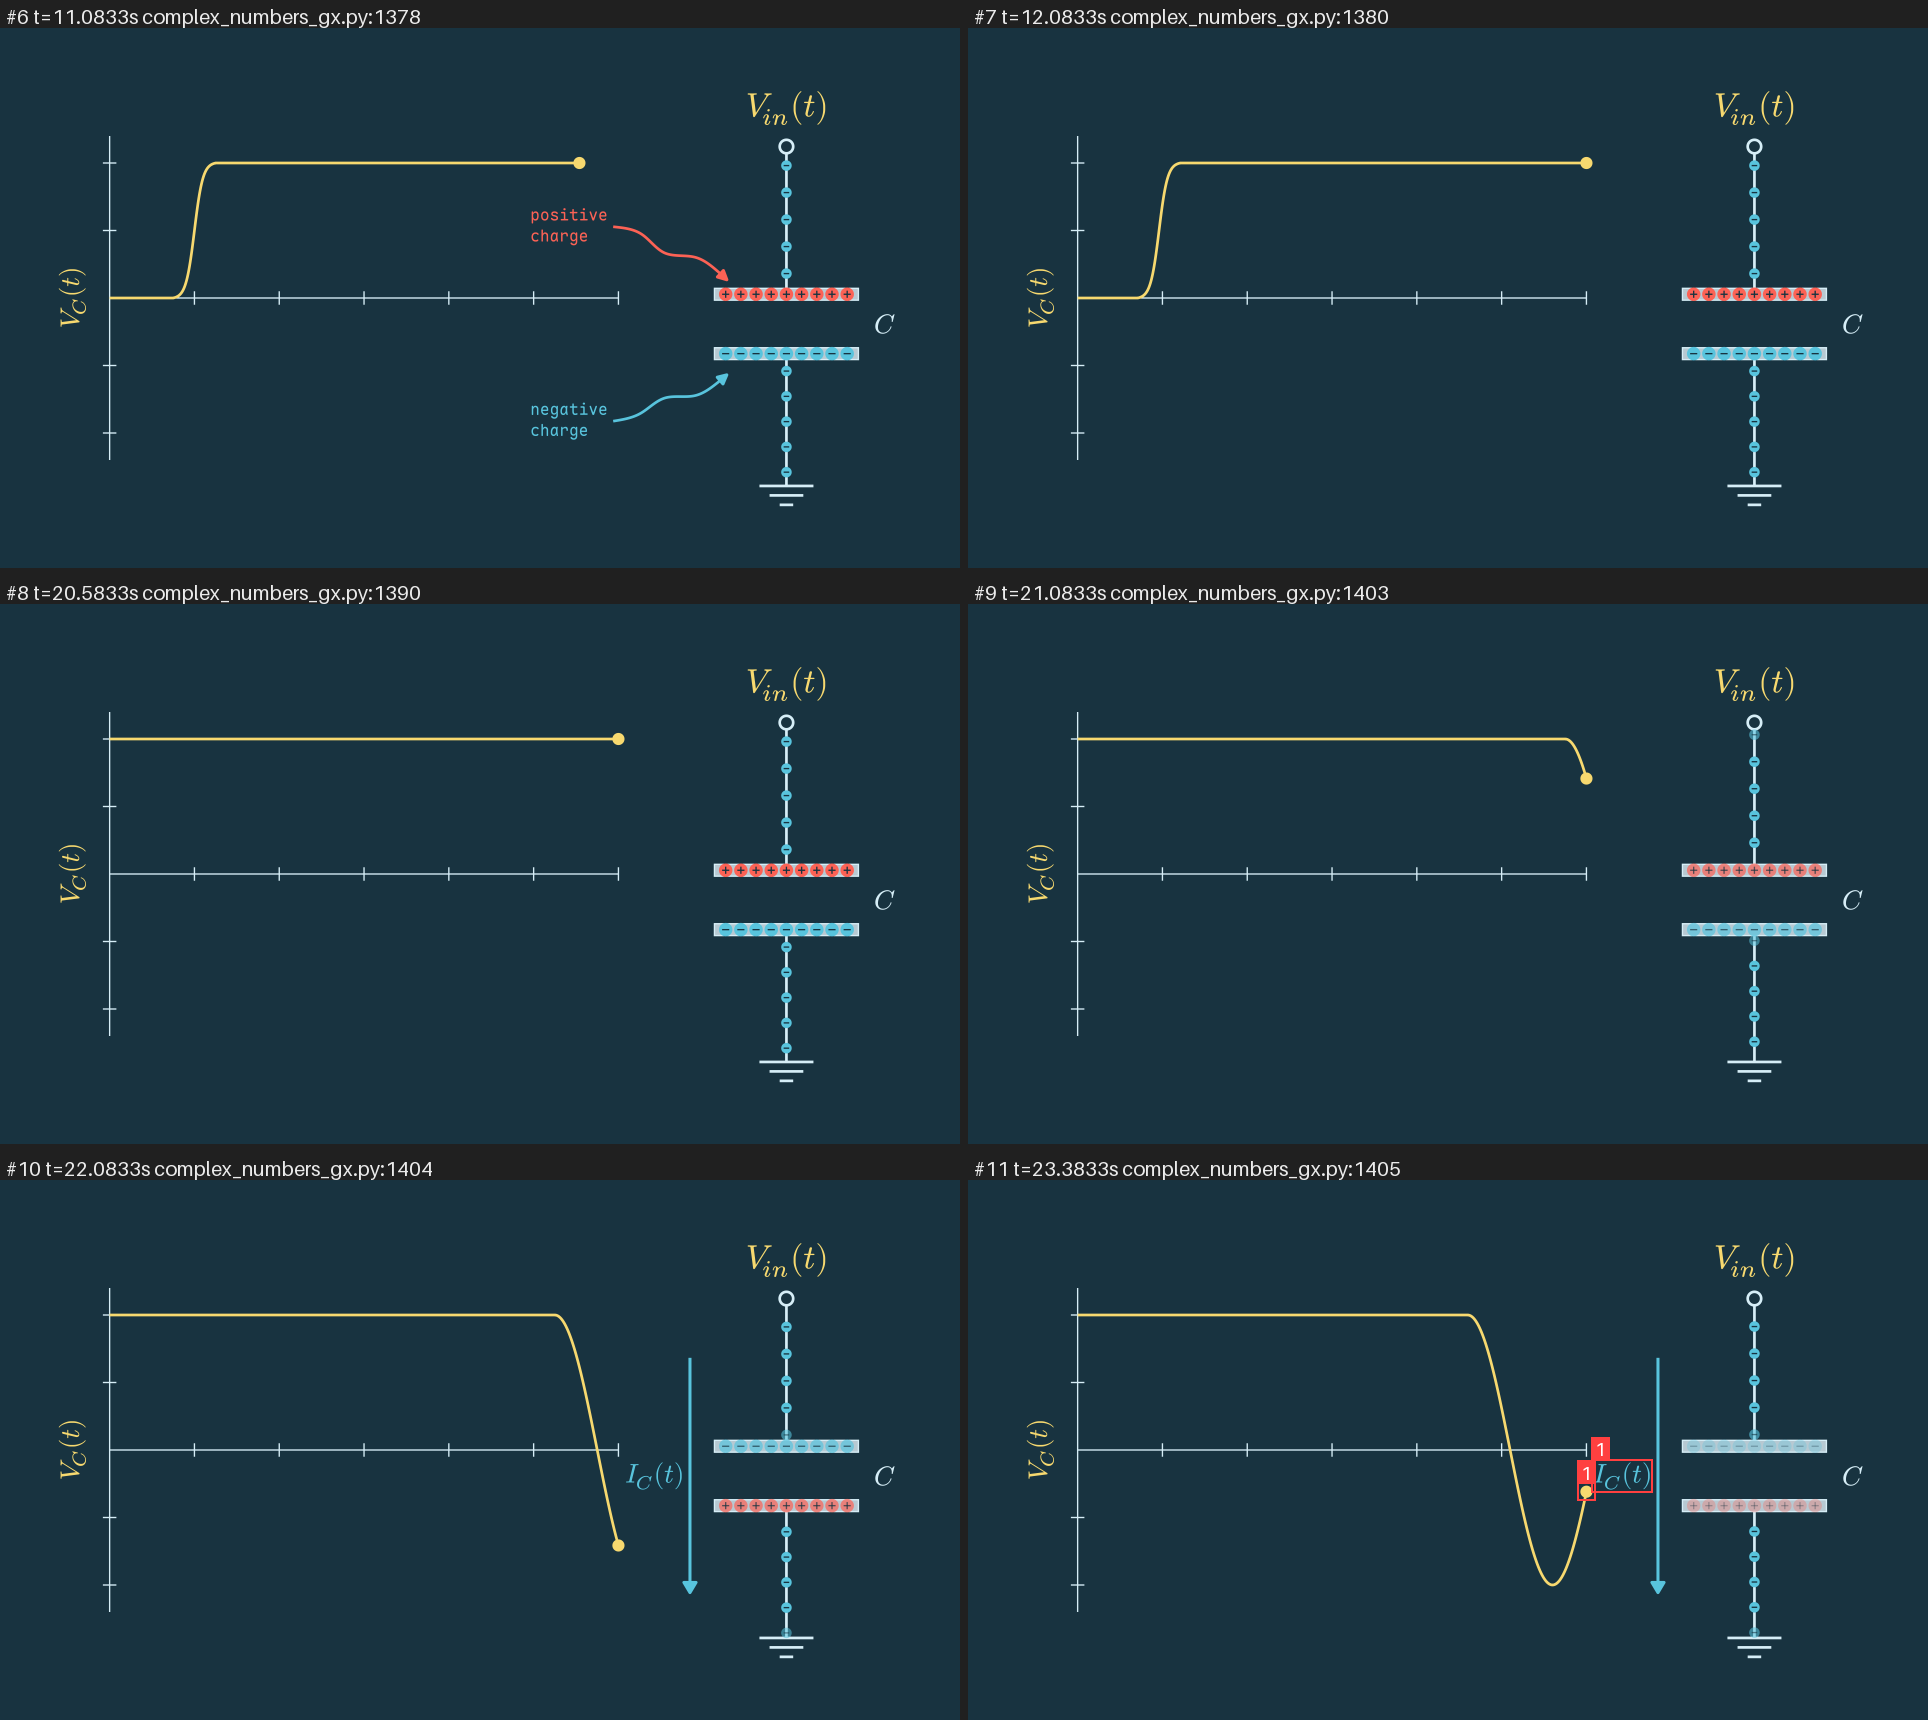 #6 t=11.0833s complex_numbers_gx.py:1378
V_in(t)
positive
charge
V_C(t)
C
negative
charge
#7 t=12.0833s complex_numbers_gx.py:1380
V_in(t)
V_C(t)
C
#8 t=20.5833s complex_numbers_gx.py:1390
V_in(t)
V_C(t)
C
#9 t=21.0833s complex_numbers_gx.py:1403
V_in(t)
V_C(t)
C
#10 t=22.0833s complex_numbers_gx.py:1404
V_in(t)
V_C(t)
I_C(t)
C
#11 t=23.3833s complex_numbers_gx.py:1405
V_in(t)
V_C(t)
1
1
I_C(t)
C